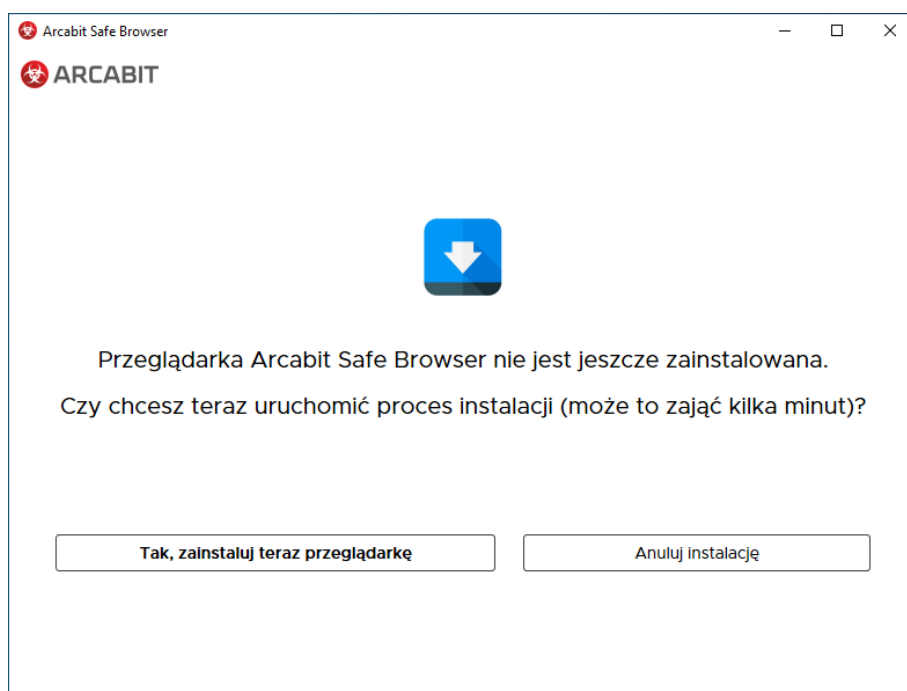 Arcabit Safe Browser
ARCABIT
Przeglądarka Arcabit Safe Browser nie jest jeszcze zainstalowana.
Czy chcesz teraz uruchomić proces instalacji (może to zająć kilka minut)?
Tak, zainstaluj teraz przeglądarkę
Anuluj instalację